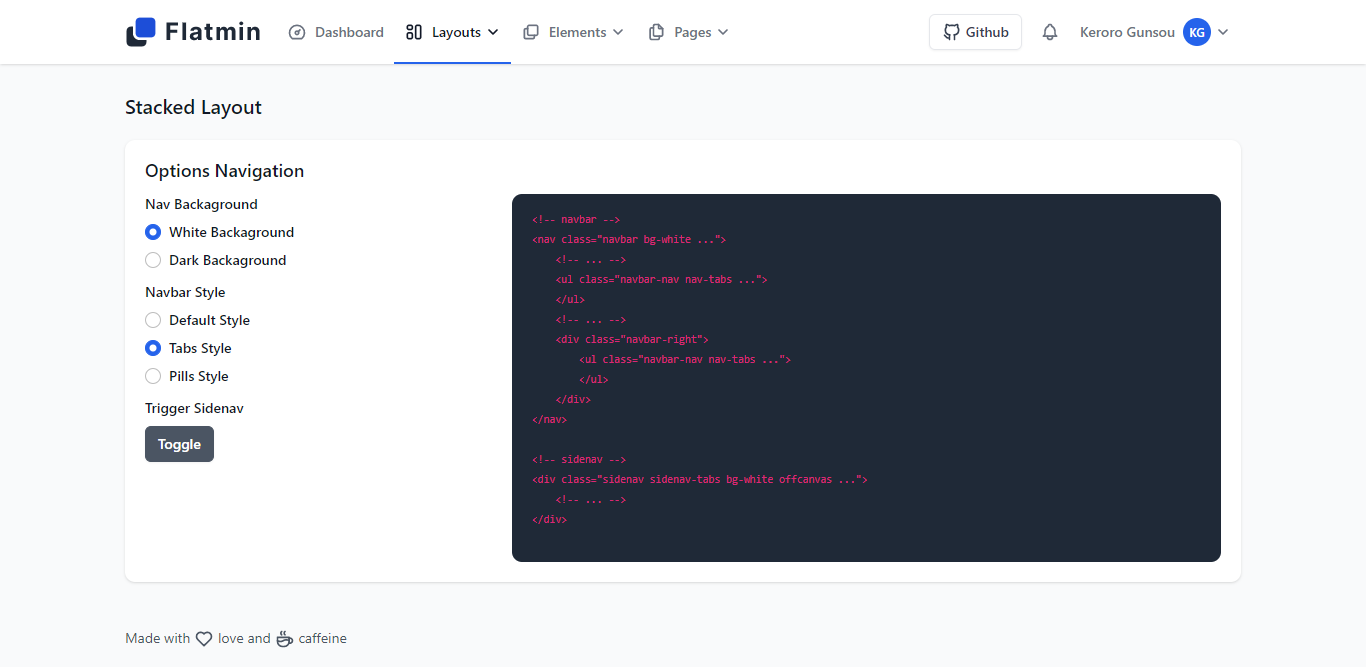 Flatmin Dashboard Layouts Elements Pages Github Keroro Gunsou KG
Stacked Layout
Options Navigation
Nav Backaground
White Background
Dark Background
Navbar Style
Default Style
Tabs Style
Pills Style
Trigger Sidenav
Toggle
<!-- navbar -->
<nav class="navbar bg-white ...">
    <!-- ... -->
    <ul class="navbar-nav nav-tabs ...">
    </ul>
    <!-- ... -->
    <div class="navbar-right">
        <ul class="navbar-nav nav-tabs ...">
        </ul>
    </div>
</nav>
<!-- sidenav -->
<div class="sidenav sidenav-tabs bg-white offcanvas ...">
    <!-- ... -->
</div>
Made with love and caffeine